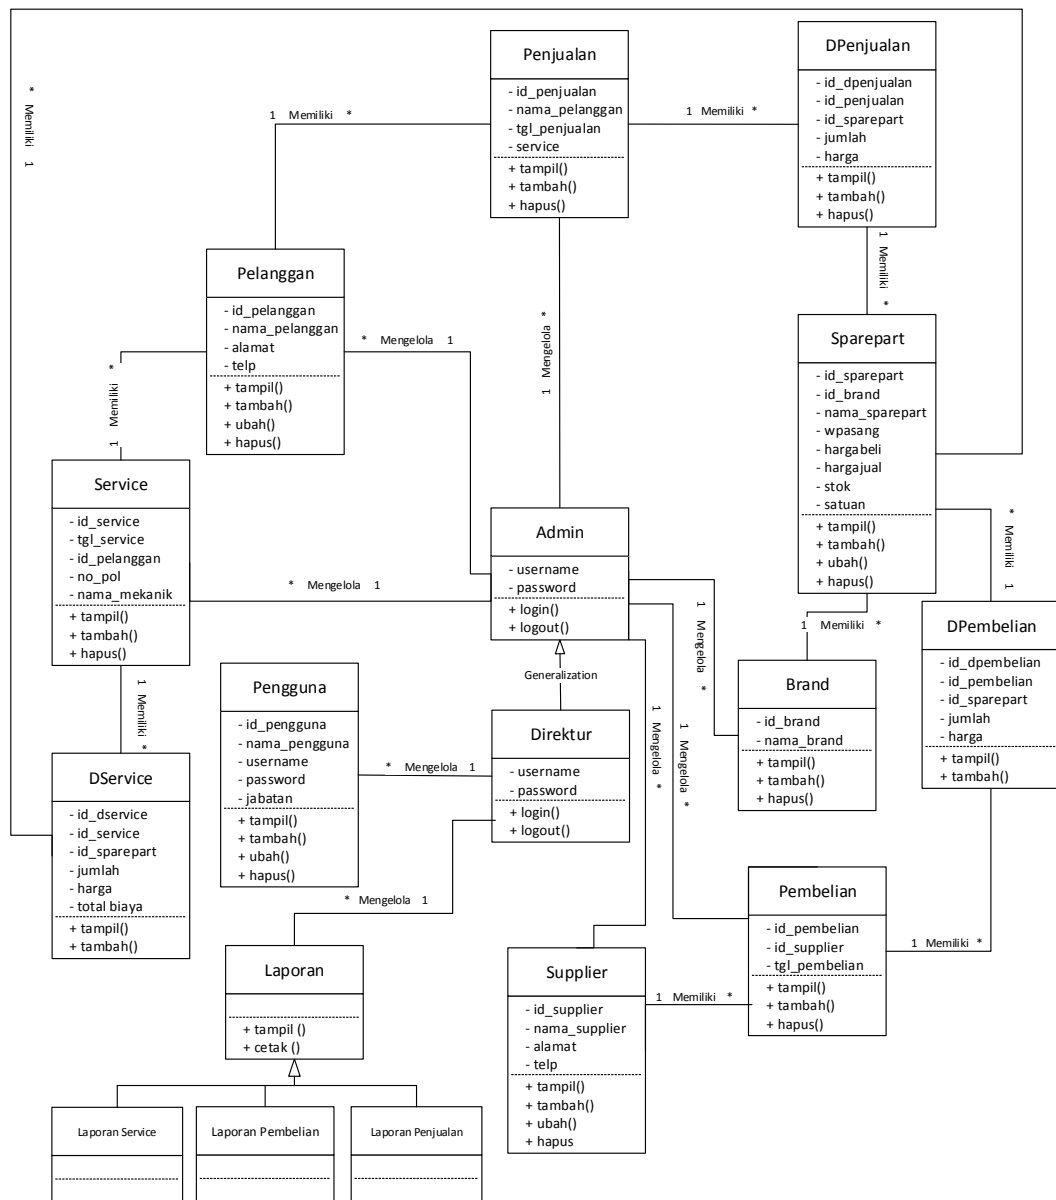 Penjualan
- id_penjualan
- nama_pelanggan
- tgl_penjualan
- service
+ tampil()
+ tambah()
+ hapus()
DPenjualan
- id_dpenjualan
- id_penjualan
- id_sparepart
- jumlah
- harga
+ tampil()
+ tambah()
+ hapus()
1 Memiliki *
1 Memiliki *
* Memiliki 1
1 Memiliki *
Pelanggan
- id_pelanggan
- nama_pelanggan
- alamat
- telp
+ tampil()
+ tambah()
+ ubah()
+ hapus()
* Mengelola 1
1 Mengelola *
1 Memiliki *
Sparepart
- id_sparepart
- id_brand
- nama_sparepart
- wpasang
- hargabeli
- hargajual
- stok
- satuan
+ tampil()
+ tambah()
+ ubah()
+ hapus()
Service
- id_service
- tgl_service
- id_pelanggan
- no_pol
- nama_mekanik
+ tampil()
+ tambah()
+ hapus()
* Mengelola 1
Admin
- username
- password
+ login()
+ logout()
* Memiliki 1
1 Memiliki *
1 Mengelola *
DPembelian
- id_dpembelian
- id_pembelian
- id_sparepart
- jumlah
- harga
+ tampil()
+ tambah()
Generalization
Brand
- id_brand
- nama_brand
+ tampil()
+ tambah()
+ hapus()
Pengguna
- id_pengguna
- nama_pengguna
- username
- password
- jabatan
+ tampil()
+ tambah()
+ ubah()
+ hapus()
* Mengelola 1
Direktur
- username
- password
+ login()
+ logout()
1 Memiliki *
1 Mengelola *
1 Mengelola *
DService
- id_dservice
- id_service
- id_sparepart
- jumlah
- harga
- total biaya
+ tampil()
+ tambah()
* Mengelola 1
Pembelian
- id_pembelian
- id_supplier
- tgl_pembelian
+ tampil()
+ tambah()
+ hapus()
1 Memiliki *
1 Memiliki *
Laporan
+ tampil ()
+ cetak ()
Supplier
- id_supplier
- nama_supplier
- alamat
- telp
+ tampil()
+ tambah()
+ ubah()
+ hapus
Laporan Service
Laporan Pembelian
Laporan Penjualan